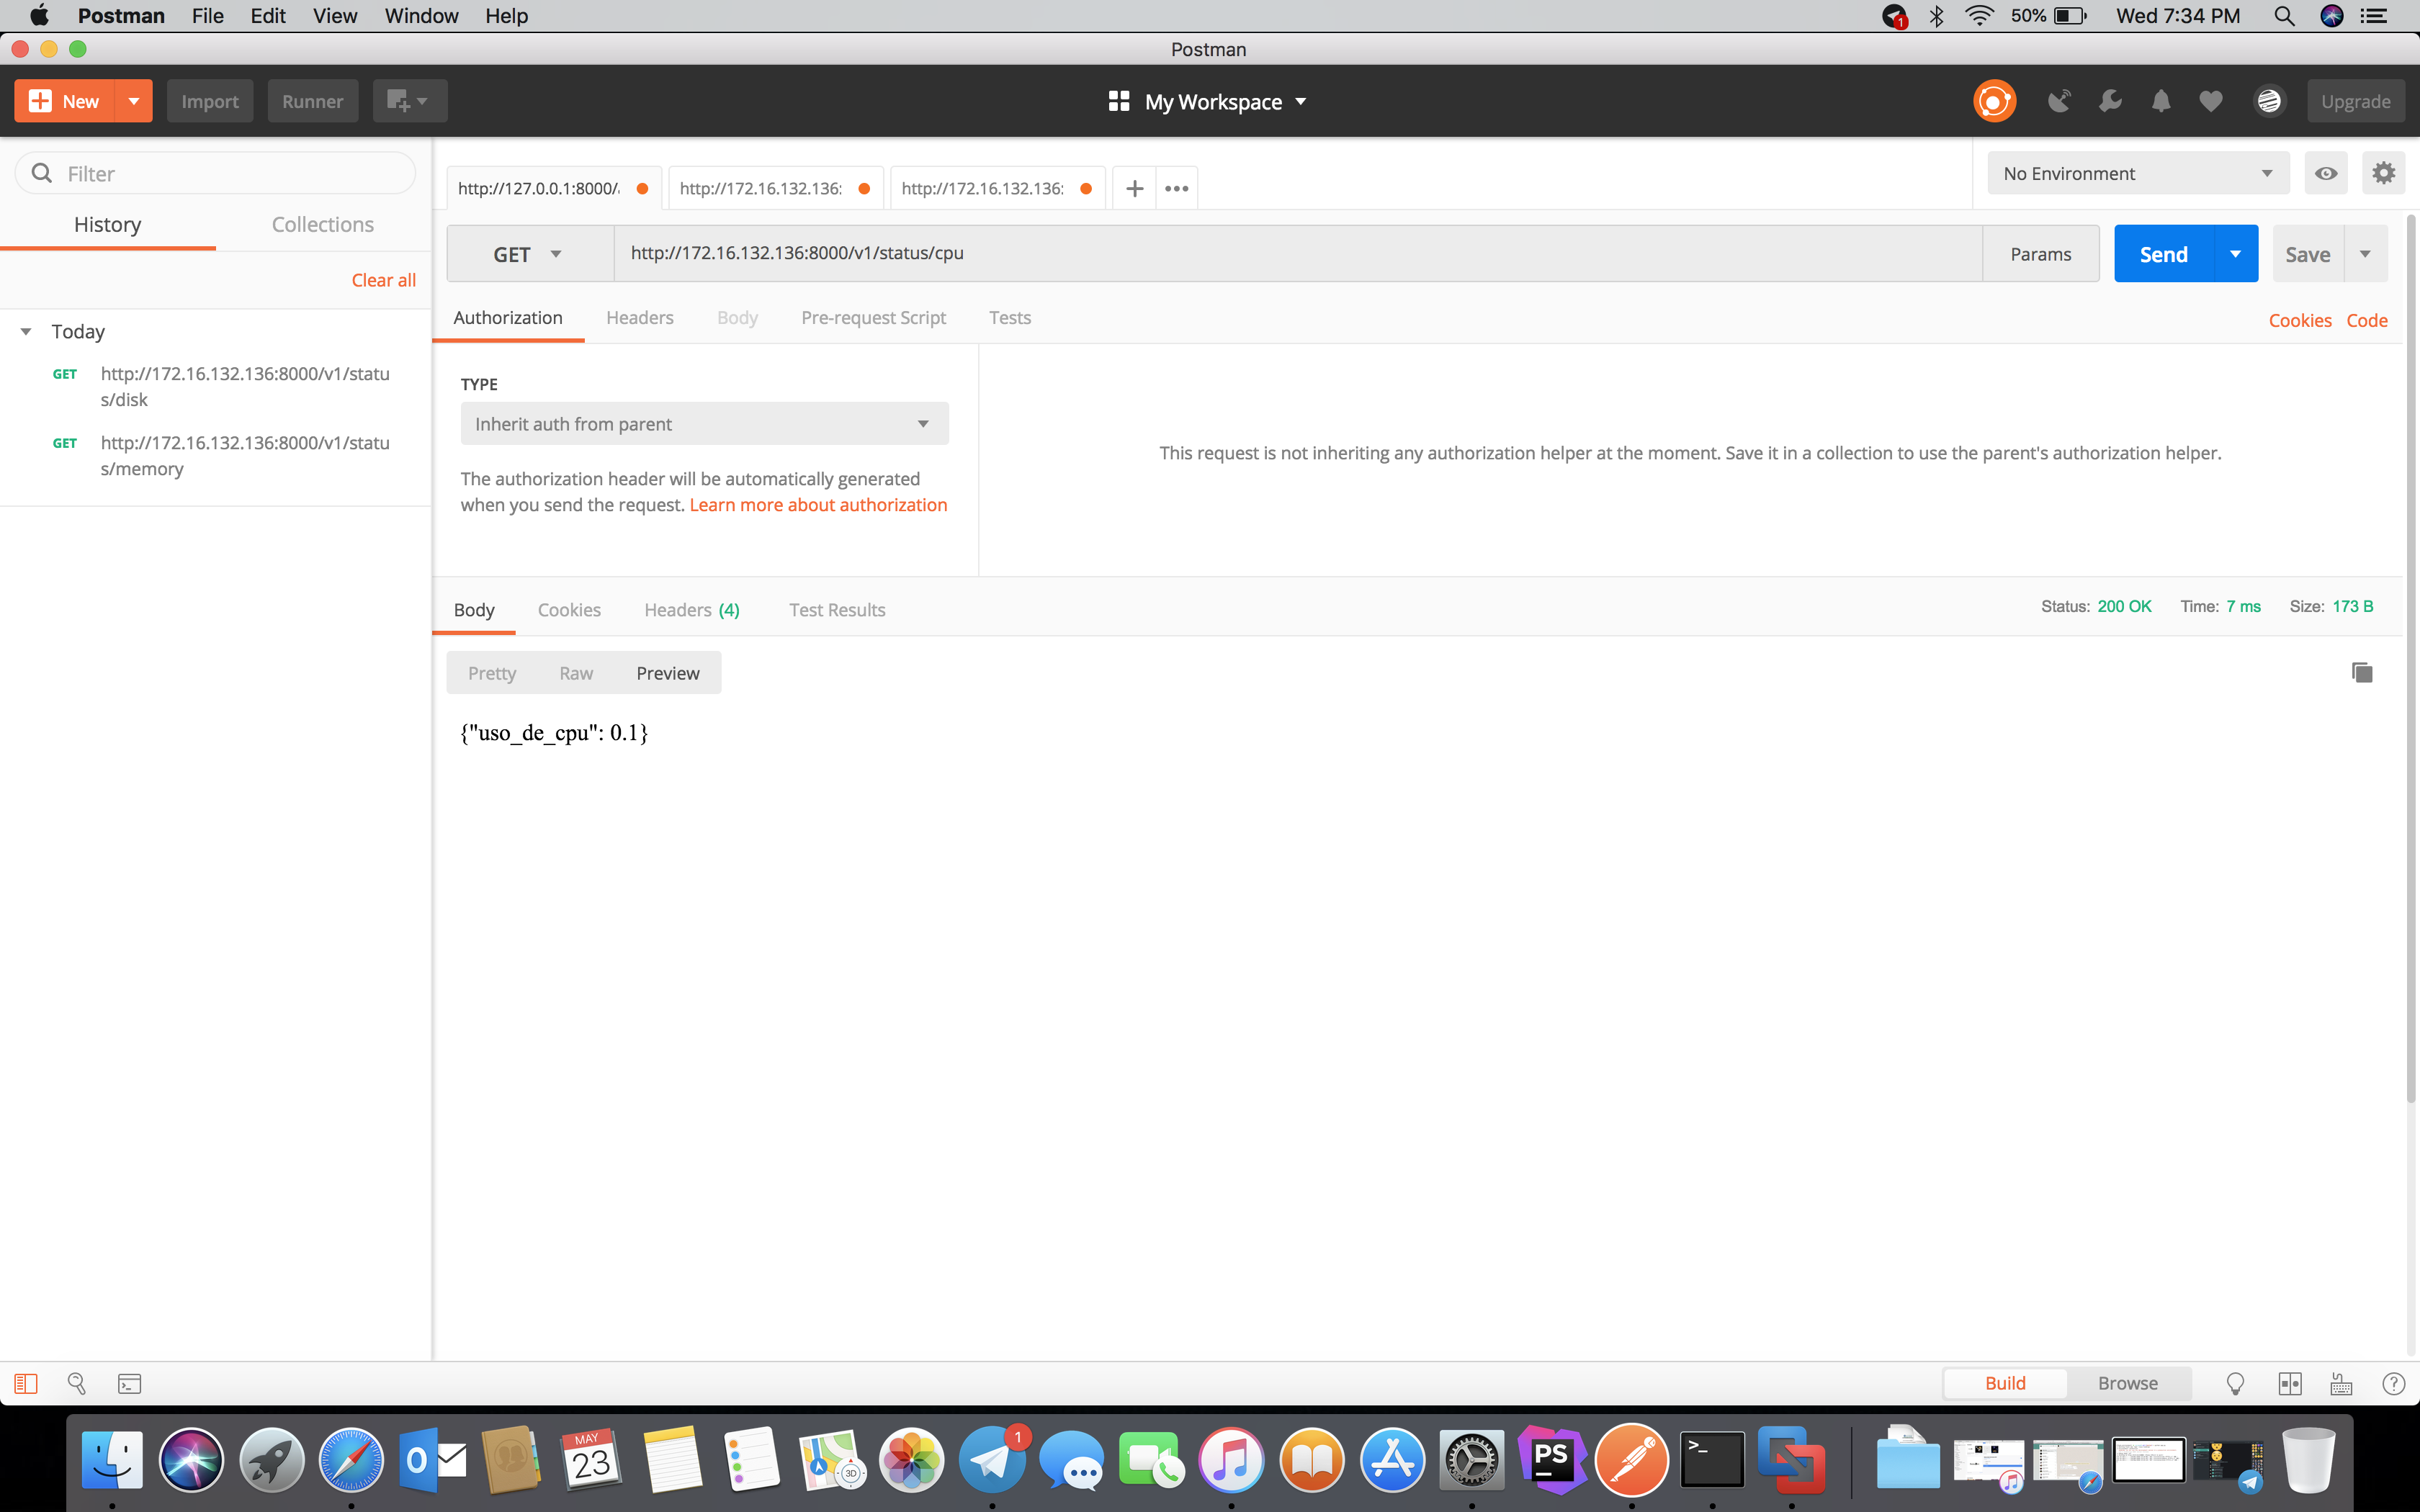 Postman File Edit View Window Help
1
50%
Wed 7:34 PM
Postman
New
Import
Runner
My Workspace
Upgrade
Filter
History
Collections
Clear all
Today
GET http://172.16.132.136:8000/v1/statu
s/disk
GET http://172.16.132.136:8000/v1/statu
s/memory
http://127.0.0.1:8000/
http://172.16.132.136:
http://172.16.132.136:
No Environment
GET
http://172.16.132.136:8000/v1/status/cpu
Params
Send
Save
Authorization
Headers
Body
Pre-request Script
Tests
Cookies
Code
TYPE
Inherit auth from parent
The authorization header will be automatically generated
when you send the request. Learn more about authorization
This request is not inheriting any authorization helper at the moment. Save it in a collection to use the parent's authorization helper.
Body
Cookies
Headers (4)
Test Results
Status: 200 OK
Time: 7 ms
Size: 173 B
Pretty
Raw
Preview
{"uso_de_cpu": 0.1}
Build
Browse
MAY
23
3D
1
PS